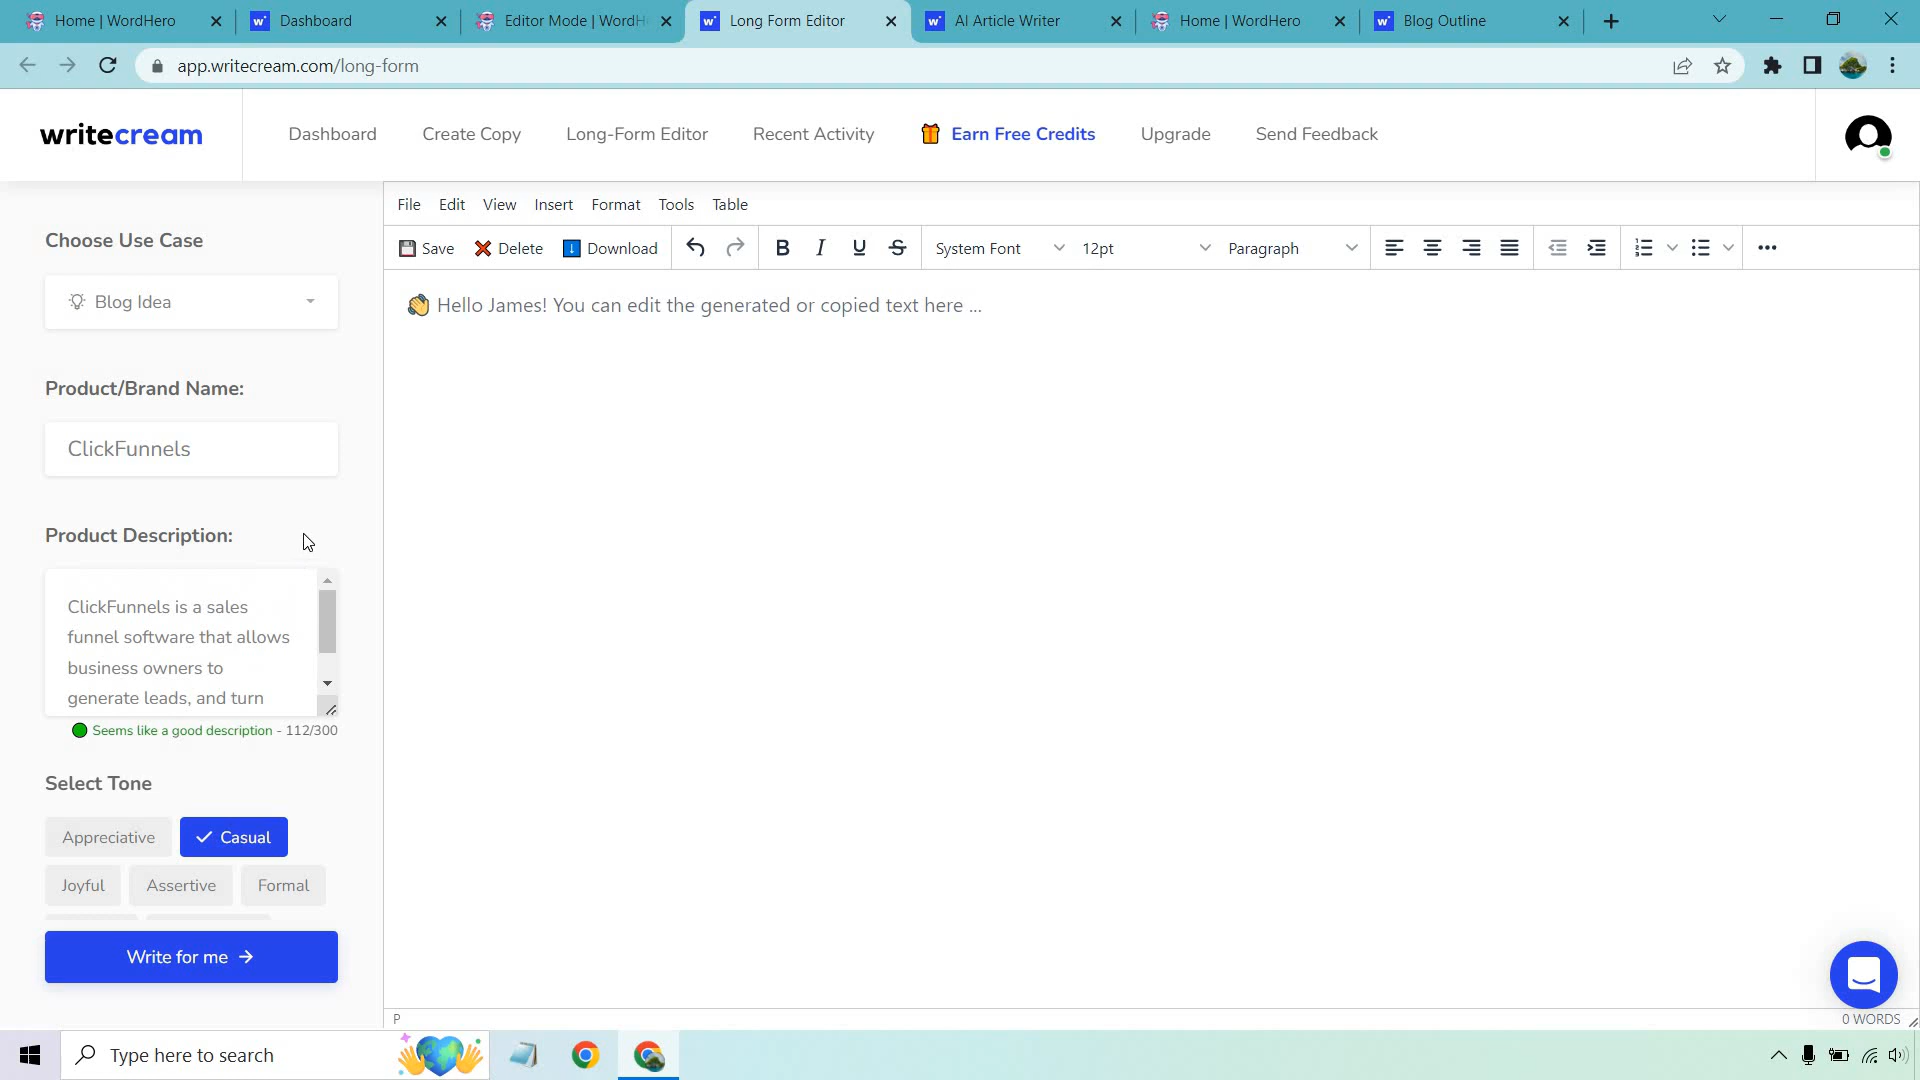 Home | WordHero
Dashboard
Editor Mode | WordH
Long Form Editor
AI Article Writer
Home | WordHero
Blog Outline
app.writecream.com/long-form
writecream
Dashboard
Create Copy
Long-Form Editor
Recent Activity
Earn Free Credits
Upgrade
Send Feedback
File
Edit
View
Insert
Format
Tools
Table
Save
Delete
Download
B
I
U
S
System Font
12pt
Paragraph
Choose Use Case
Blog Idea
Product/Brand Name:
ClickFunnels
Product Description:
ClickFunnels is a sales
funnel software that allows
business owners to
generate leads, and turn
Seems like a good description - 112/300
Select Tone
Appreciative
Casual
Joyful
Assertive
Formal
Write for me
Hello James! You can edit the generated or copied text here ...
P
0 WORDS
Type here to search